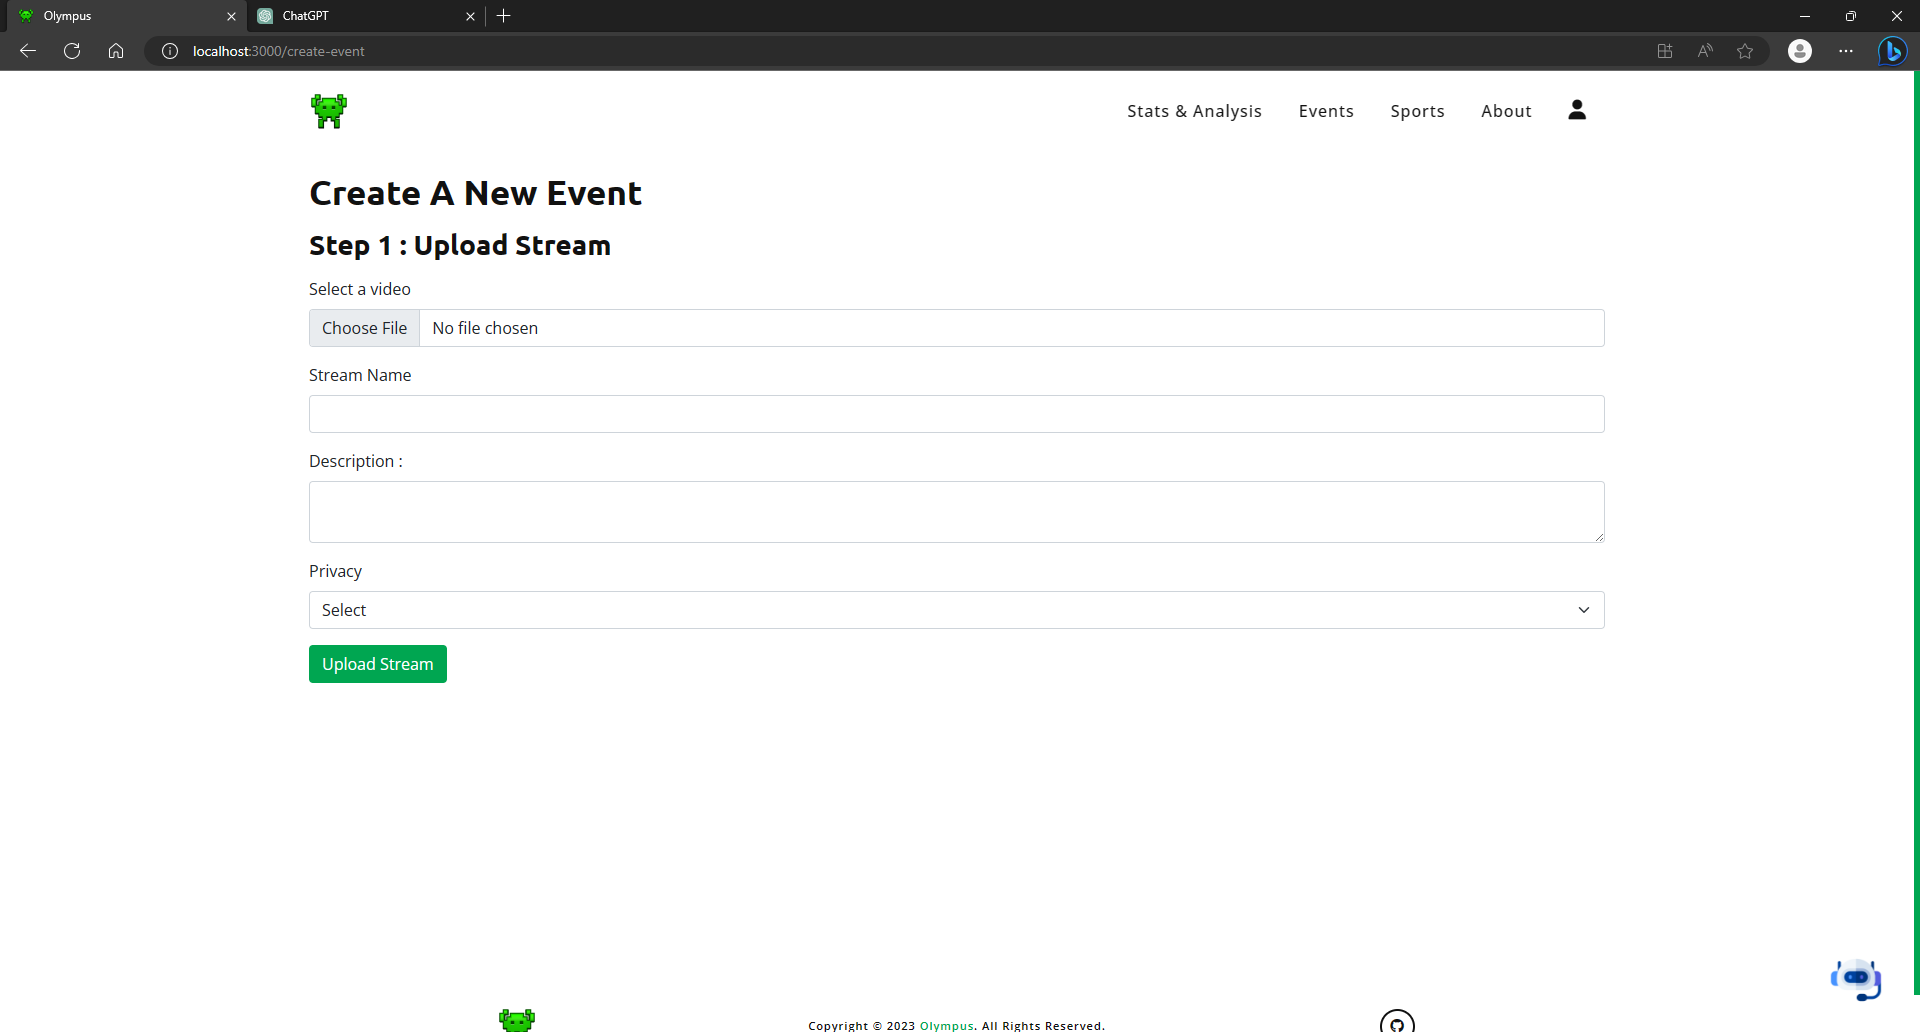 Olympus
ChatGPT
localhost:3000/create-event
Stats & Analysis
Events
Sports
About
Create A New Event
Step 1 : Upload Stream
Select a video
Choose File
No file chosen
Stream Name
Description :
Privacy
Select
Upload Stream
Copyright © 2023 Olympus. All Rights Reserved.